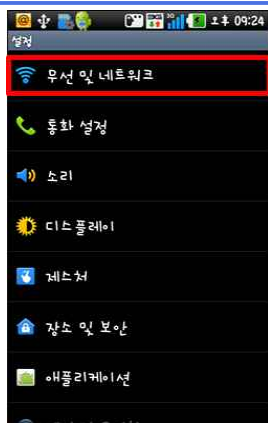 오후 09:24
설정
무선 및 네트워크
통화 설정
소리
디스플레이
제스처
장소 및 보안
애플리케이션